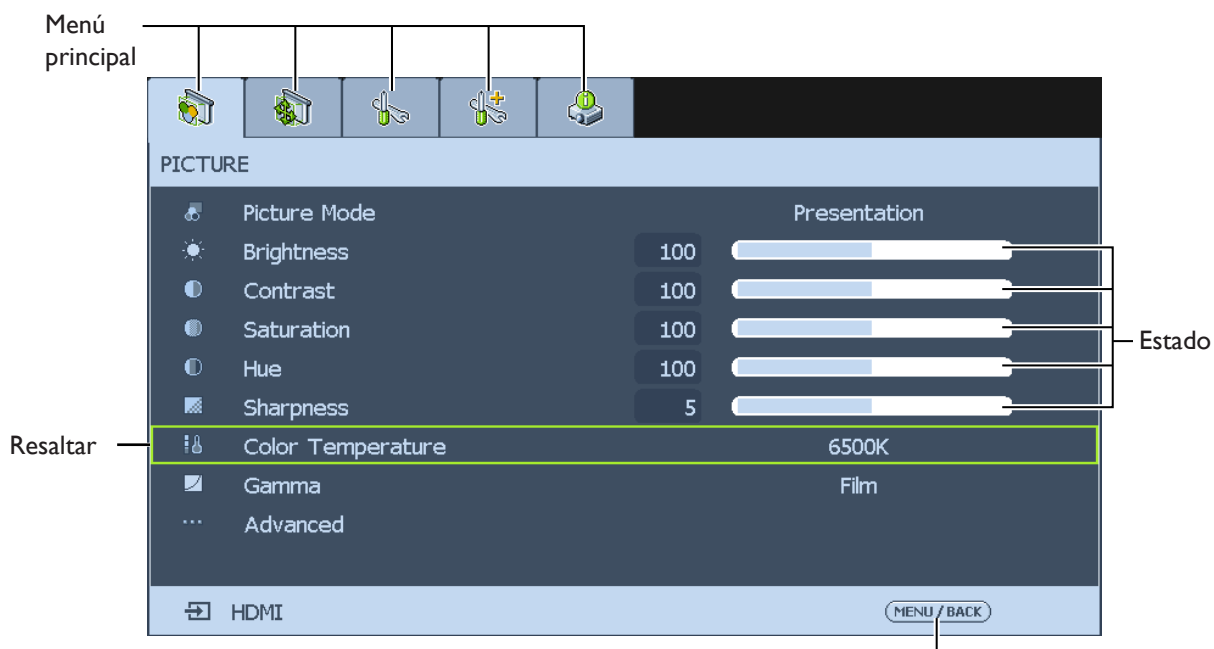 Menú
principal
PICTURE
Picture Mode Presentation
Brightness 100
Contrast 100
Saturation 100
Hue 100
Sharpness 5
Estado
Resaltar
Color Temperature 6500K
Gamma Film
Advanced
HDMI MENU / BACK